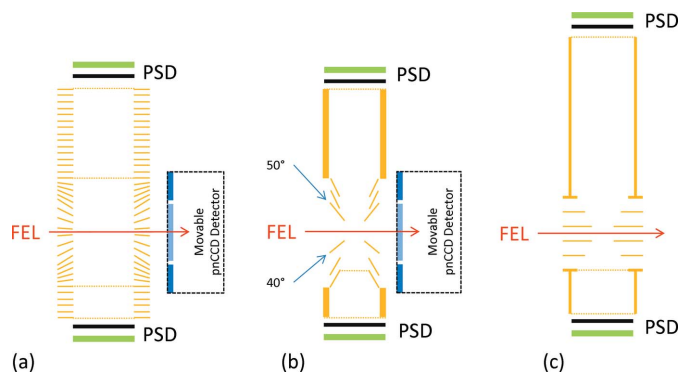 PSD
FEL
Movable
pnCCD Detector
PSD
(a)
PSD
50°
FEL
40°
Movable
pnCCD Detector
PSD
(b)
PSD
FEL
PSD
(c)